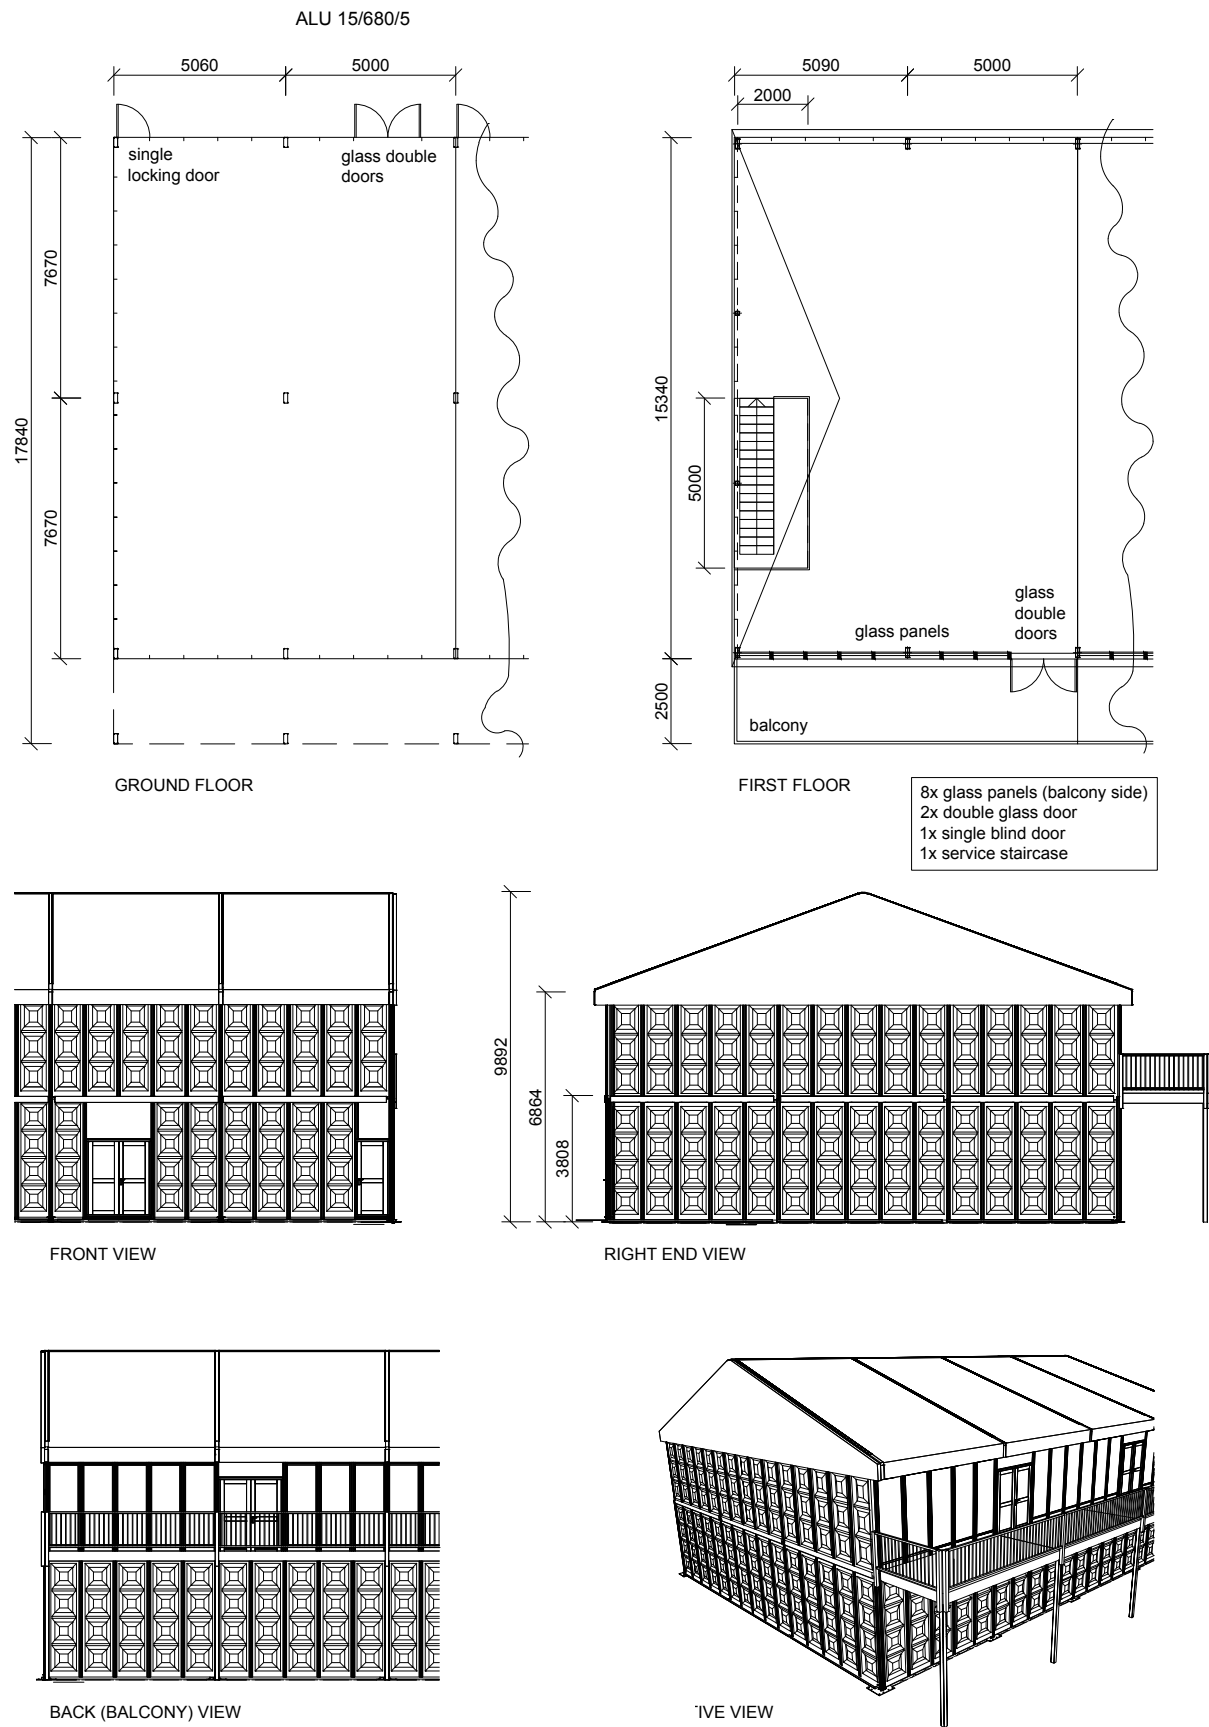 ALU 15/680/5
5060
5000
5090
5000
2000
single
locking door
glass double
doors
7670
7670
17840
15340
5000
2500
glass
double
doors
glass panels
balcony
GROUND FLOOR
FIRST FLOOR
8x glass panels (balcony side)
2x double glass door
1x single blind door
1x service staircase
9892
6864
3808
FRONT VIEW
RIGHT END VIEW
BACK (BALCONY) VIEW
TIVE VIEW